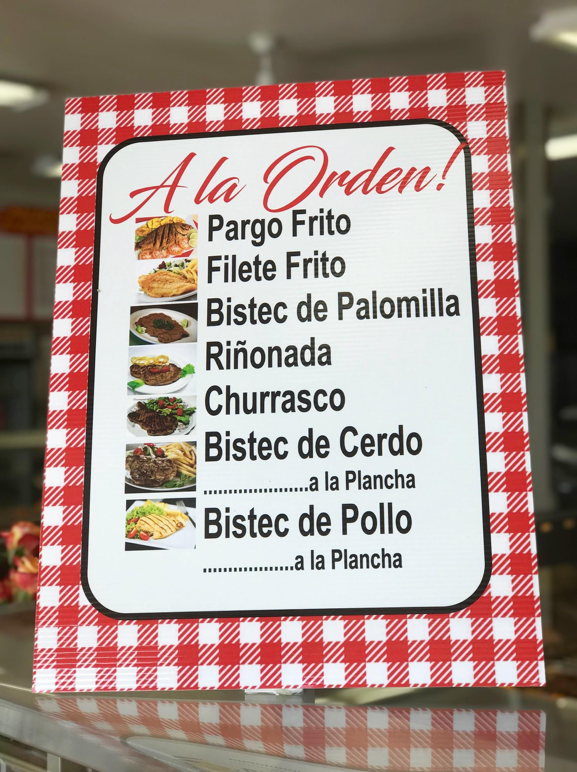 A la Orden!
Pargo Frito
Filete Frito
Bistec de Palomilla
Riñonada
Churrasco
Bistec de Cerdo
.....................a la Plancha
Bistec de Pollo
..................a la Plancha